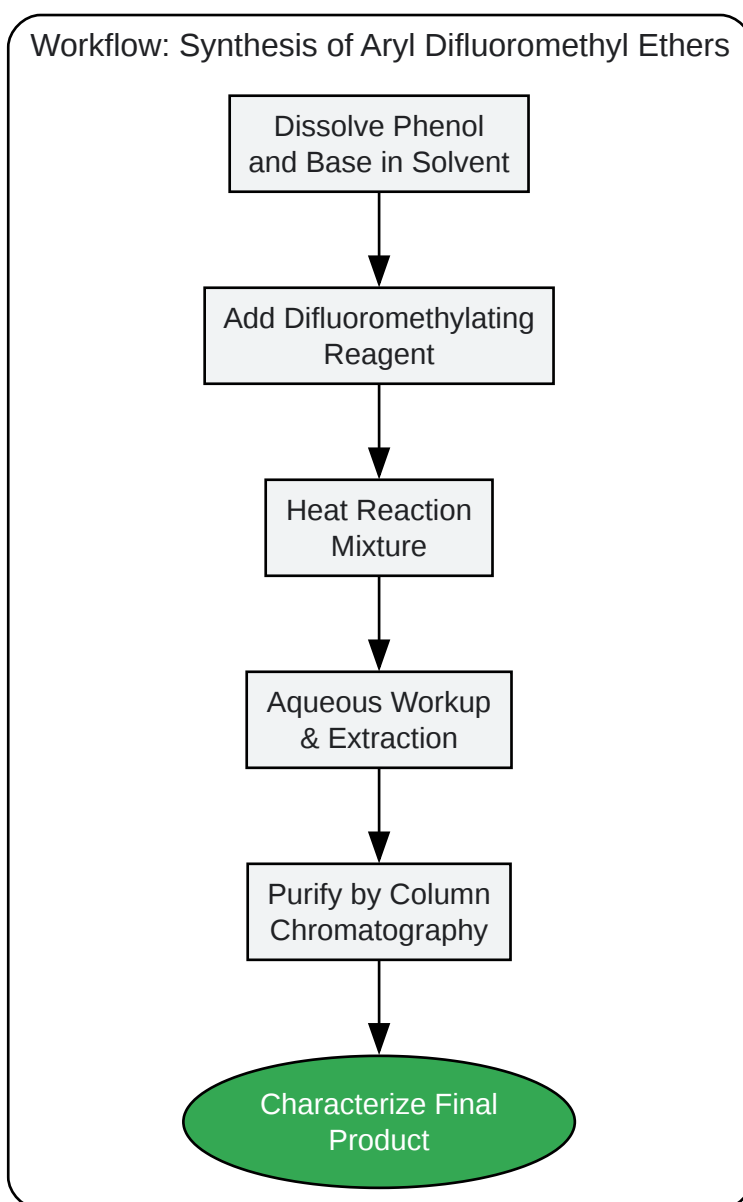 Workflow: Synthesis of Aryl Difluoromethyl Ethers
Dissolve Phenol
and Base in Solvent
Add Difluoromethylating
Reagent
Heat Reaction
Mixture
Aqueous Workup
& Extraction
Purify by Column
Chromatography
Characterize Final
Product